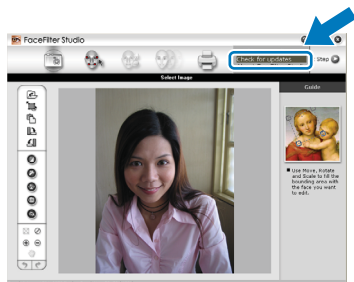 FaceFilter Studio
Check for updates
Step
Select Image
Guide
Use Move, Rotate
and Scale to fill the
bounding area with
the face you want
to edit.